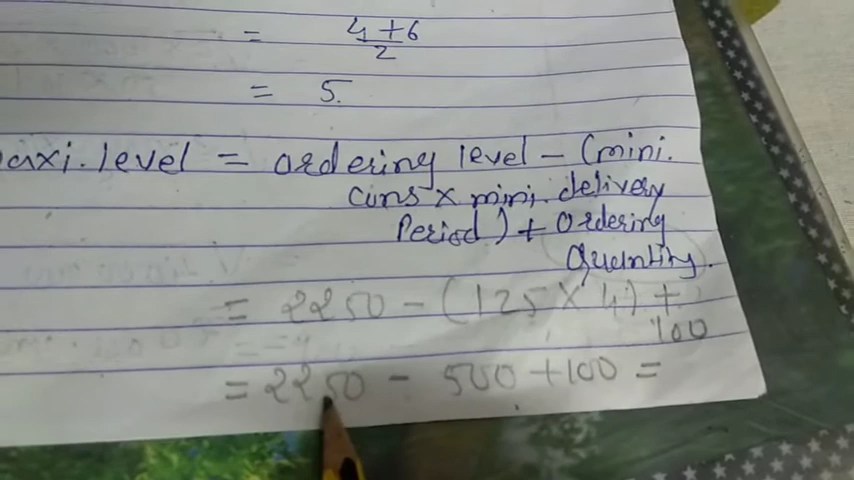 = 4+6
2
= 5.
axi. level = ordering level - (mini.
cons x mini. delivery
Period) + Ordering
Quantity.
= 2250 - (125 x 4) +
100
= 2250 - 500 + 100 =